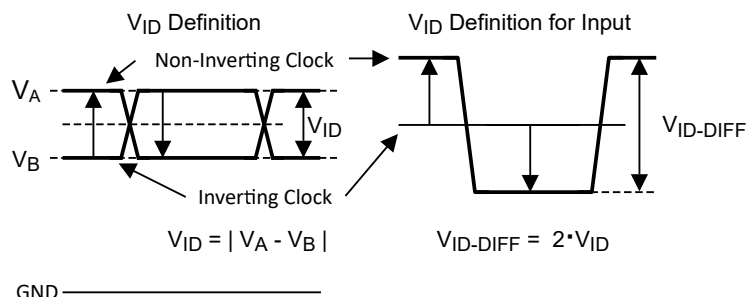 VID Definition
VID Definition for Input
Non-Inverting Clock
VA
VID
VID-DIFF
VB
Inverting Clock
VID = | VA - VB |
VID-DIFF = 2·VID
GND